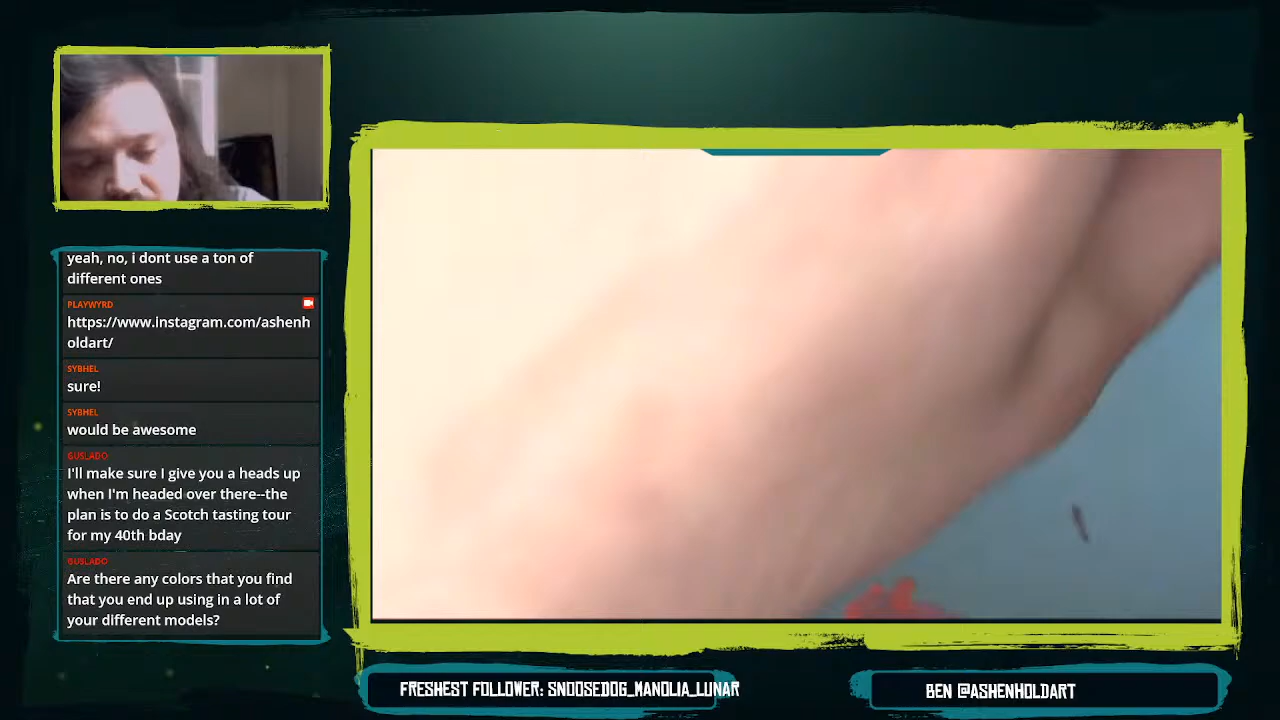 yeah, no, i dont use a ton of
different ones
PLAYWYRD
https://www.instagram.com/ashenh
oldart/
SYBHEL
sure!
SYBHEL
would be awesome
GUSLADO
I'll make sure I give you a heads up
when I'm headed over there--the
plan is to do a Scotch tasting tour
for my 40th bday
GUSLADO
Are there any colors that you find
that you end up using in a lot of
your different models?
FRESHEST FOLLOWER: SNOOSEDOG_MANOLIA_LUNAR
BEN @ASHENHOLDART